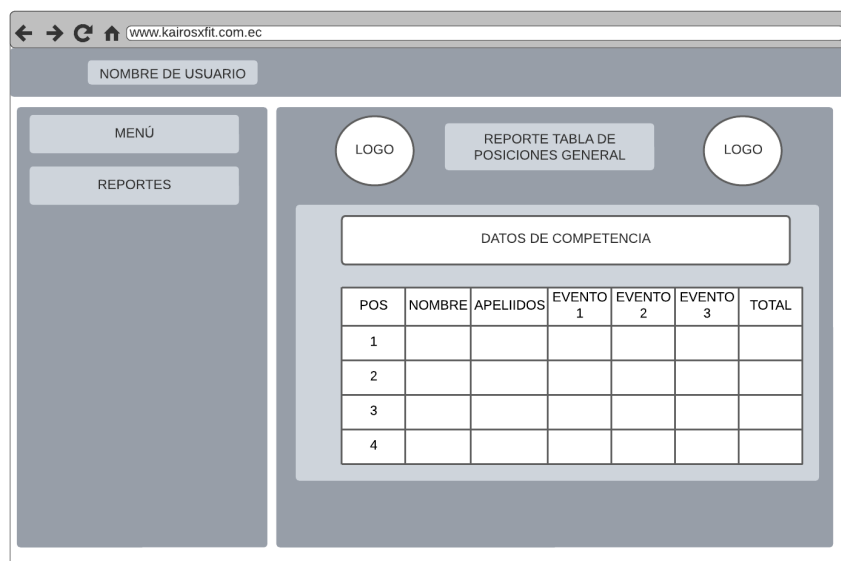 www.kairosxfit.com.ec
NOMBRE DE USUARIO
MENÚ
REPORTES
LOGO
REPORTE TABLA DE
POSICIONES GENERAL
LOGO
DATOS DE COMPETENCIA
POS NOMBRE APELIIDOS EVENTO 1 EVENTO 2 EVENTO 3 TOTAL
1
2
3
4